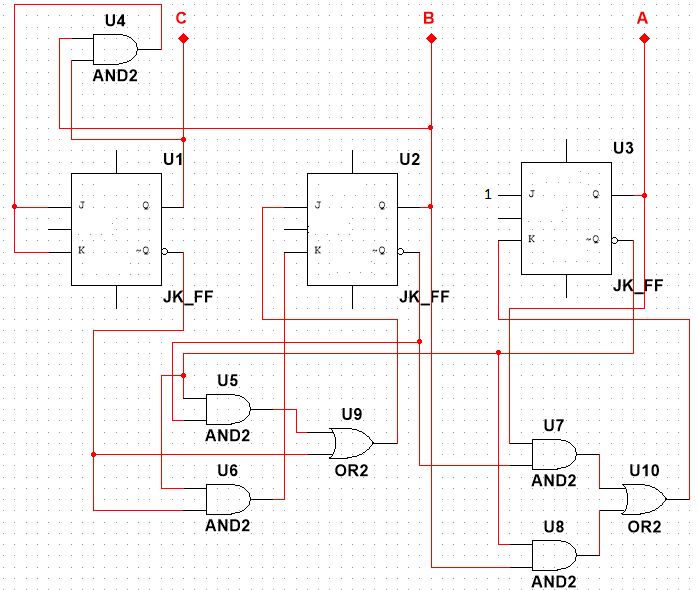 U4
C
B
A
AND2
U1
U2
U3
J
Q
K
~Q
JK_FF
J
Q
K
~Q
JK_FF
1
J
Q
K
~Q
JK_FF
U5
AND2
U9
OR2
U6
AND2
U7
AND2
U10
OR2
U8
AND2